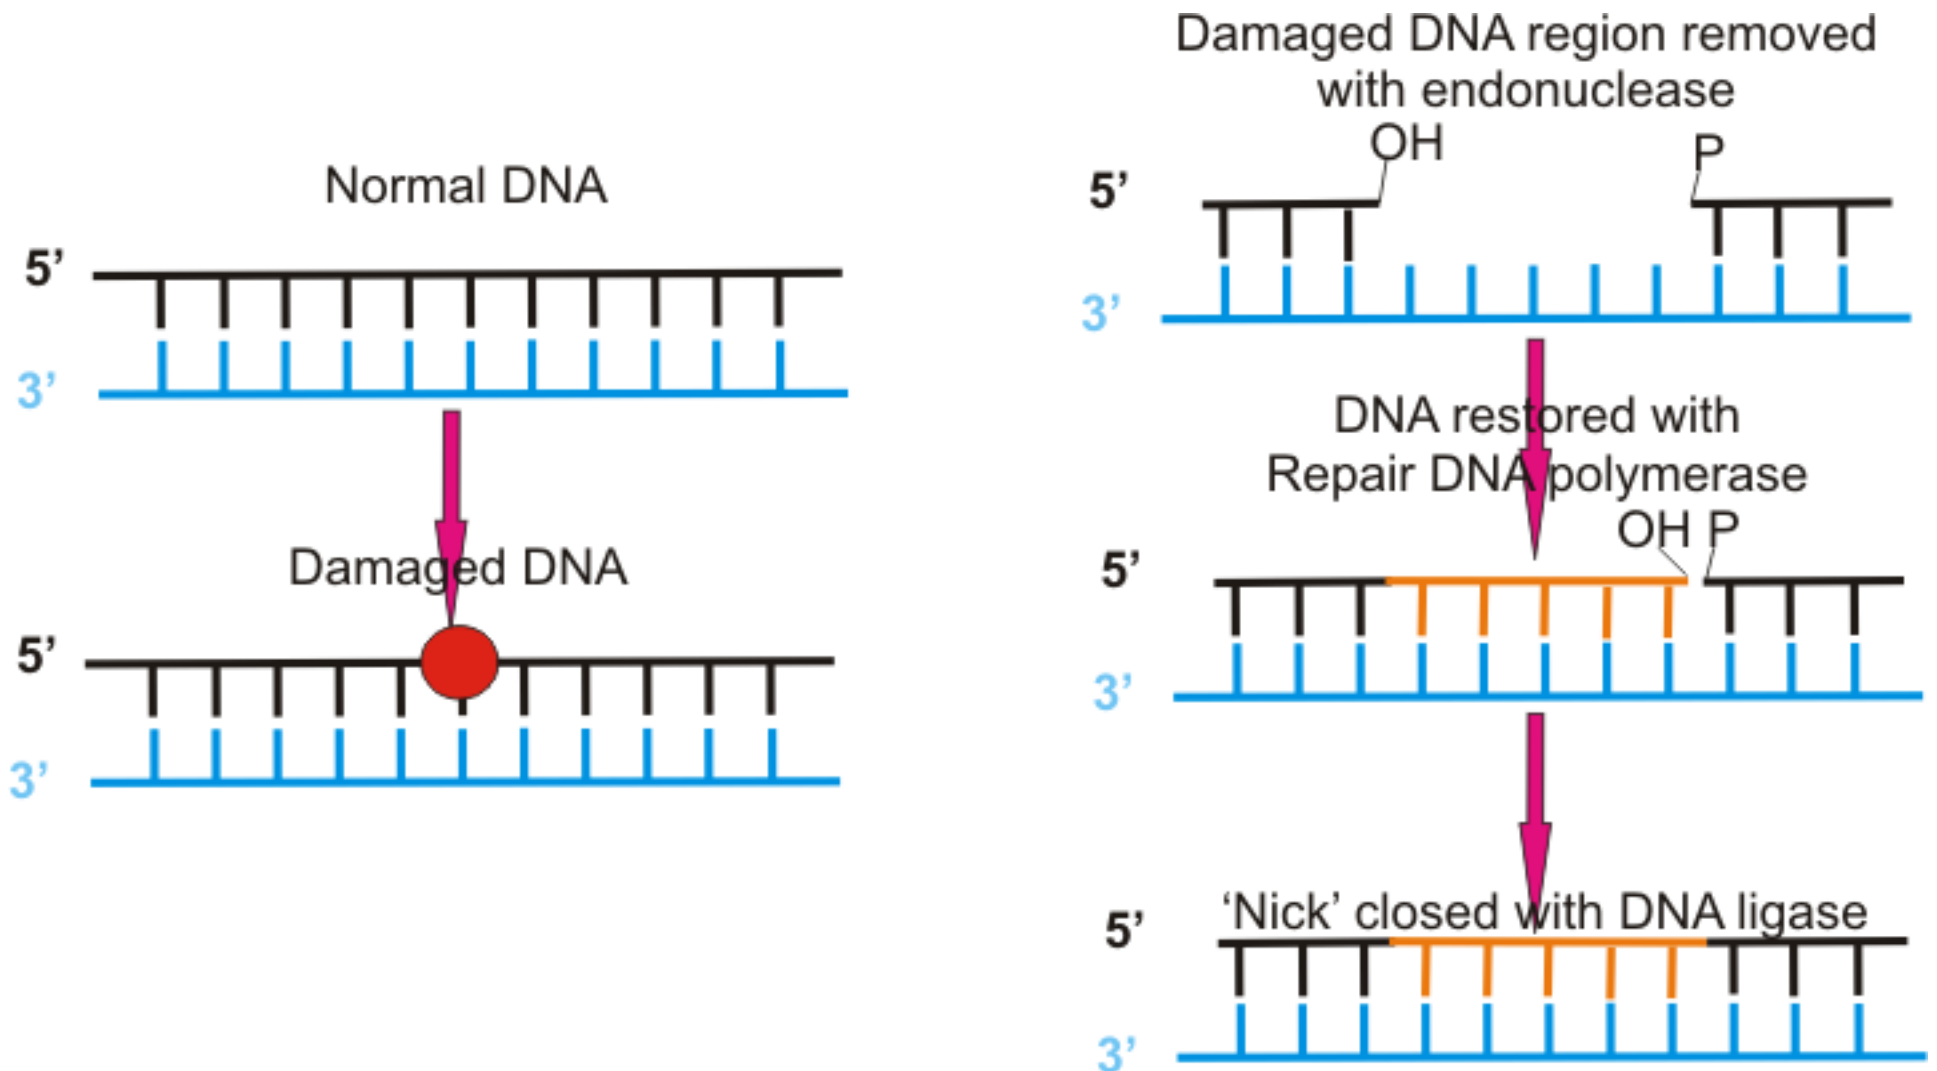 Normal DNA
5’
3’
Damaged DNA
5’
3’
Damaged DNA region removed
with endonuclease
OH
P
5’
3’
DNA restored with
Repair DNA polymerase
OH P
5’
3’
‘Nick’ closed with DNA ligase
5’
3’